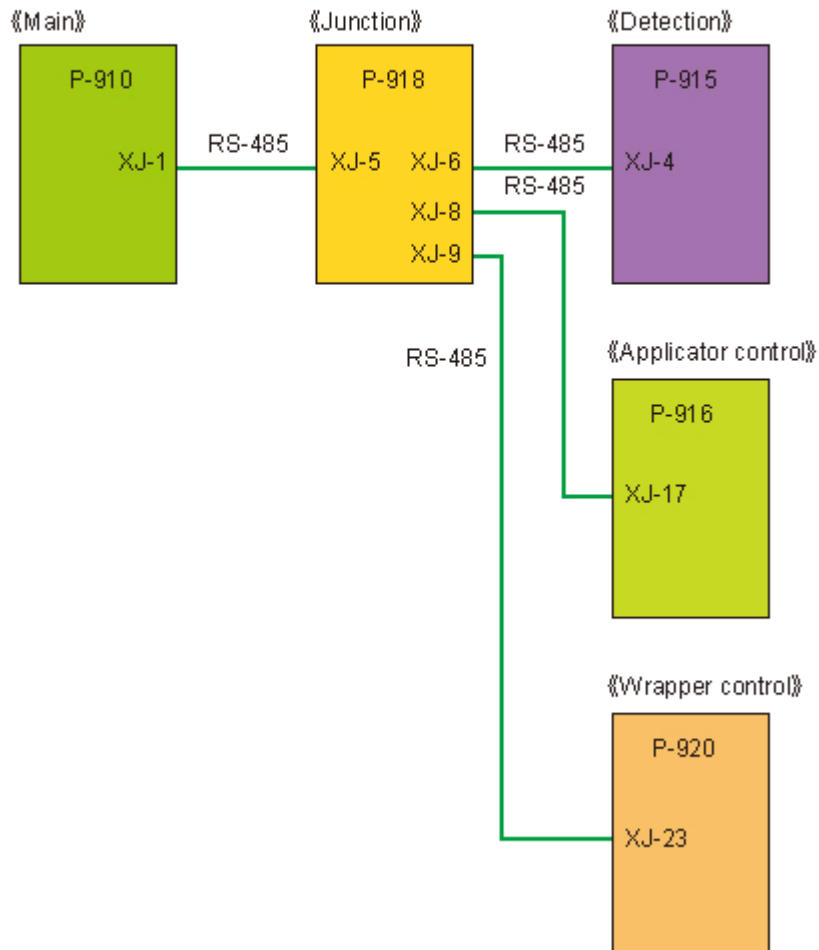 《Main》
《Junction》
《Detection》
P-910
P-918
P-915
XJ-1
RS-485
XJ-5
XJ-6
RS-485
XJ-4
RS-485
XJ-8
XJ-9
RS-485
《Applicator control》
P-916
XJ-17
《Wrapper control》
P-920
XJ-23